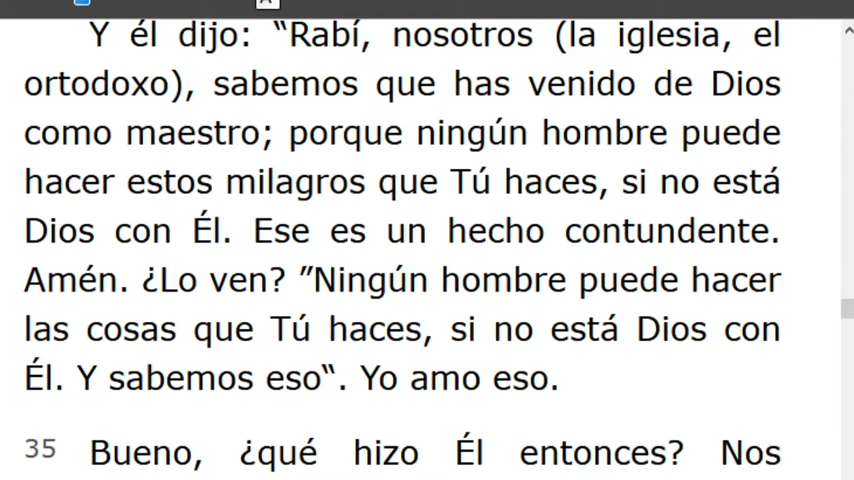 Y él dijo: “Rabí, nosotros (la iglesia, el
ortodoxo), sabemos que has venido de Dios
como maestro; porque ningún hombre puede
hacer estos milagros que Tú haces, si no está
Dios con Él. Ese es un hecho contundente.
Amén. ¿Lo ven? ”Ningún hombre puede hacer
las cosas que Tú haces, si no está Dios con
Él. Y sabemos eso“. Yo amo eso.
35 Bueno, ¿qué hizo Él entonces? Nos